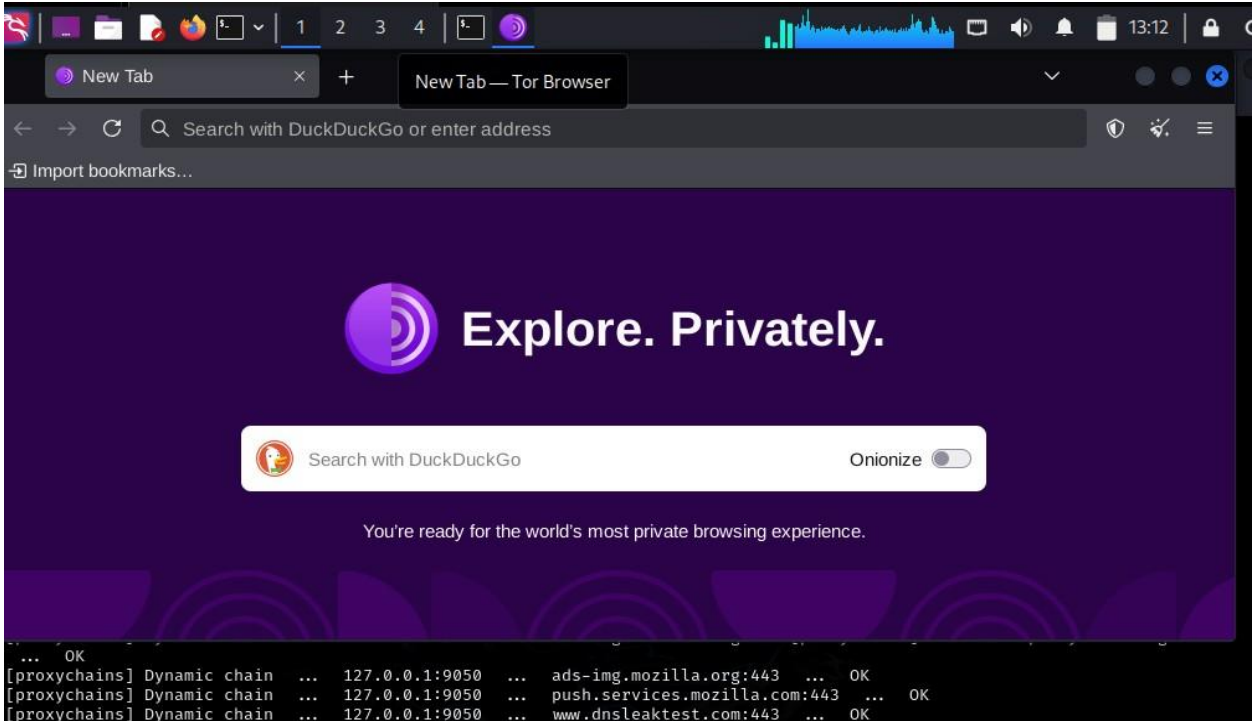 1 2 3 4 13:12
New Tab
New Tab — Tor Browser
Search with DuckDuckGo or enter address
Import bookmarks…
Explore. Privately.
Search with DuckDuckGo Onionize
You're ready for the world's most private browsing experience.
... OK
[proxychains] Dynamic chain ... 127.0.0.1:9050 ... ads-img.mozilla.org:443 ... OK
[proxychains] Dynamic chain ... 127.0.0.1:9050 ... push.services.mozilla.com:443 ... OK
[proxychains] Dynamic chain ... 127.0.0.1:9050 ... www.dnsleaktest.com:443 ... OK